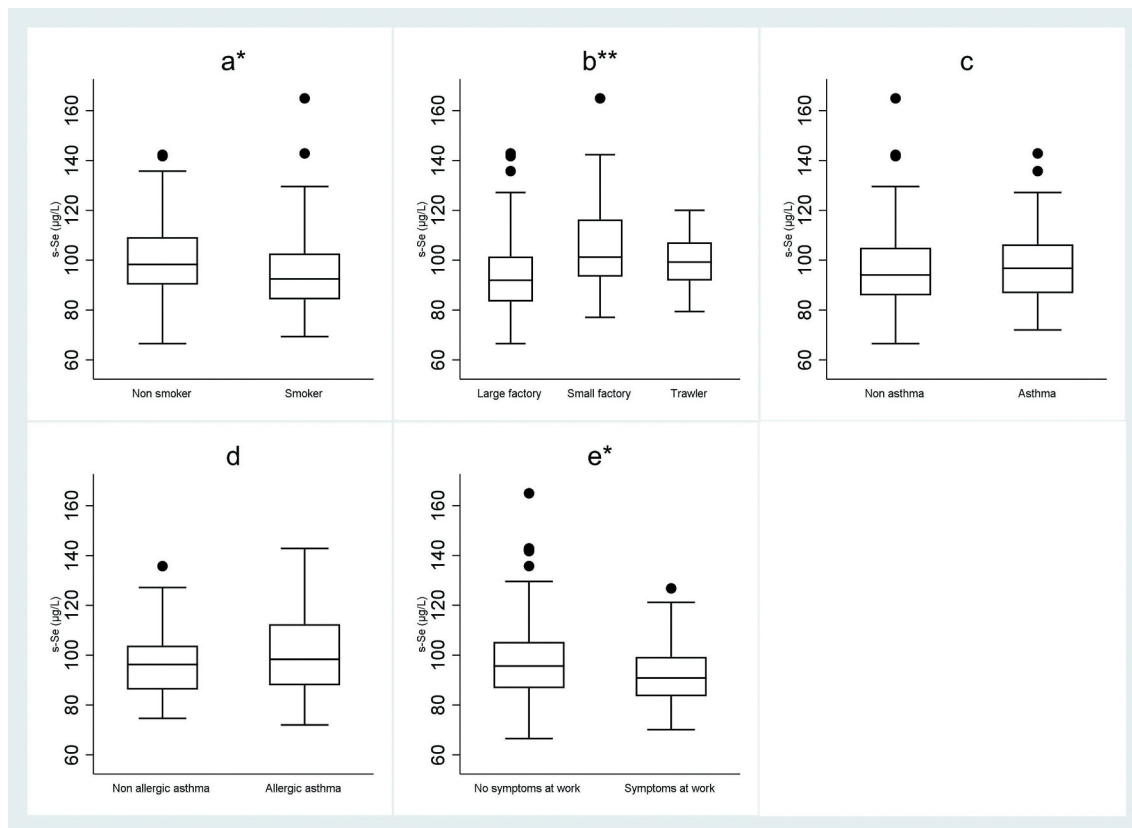 a*
s-Se (µg/L)
160
140
120
100
80
60
Non smoker Smoker
b**
s-Se (µg/L)
160
140
120
100
80
60
Large factory Small factory Trawler
c
s-Se (µg/L)
160
140
120
100
80
60
Non asthma Asthma
d
s-Se (µg/L)
160
140
120
100
80
60
Non allergic asthma Allergic asthma
e*
s-Se (µg/L)
160
140
120
100
80
60
No symptoms at work Symptoms at work